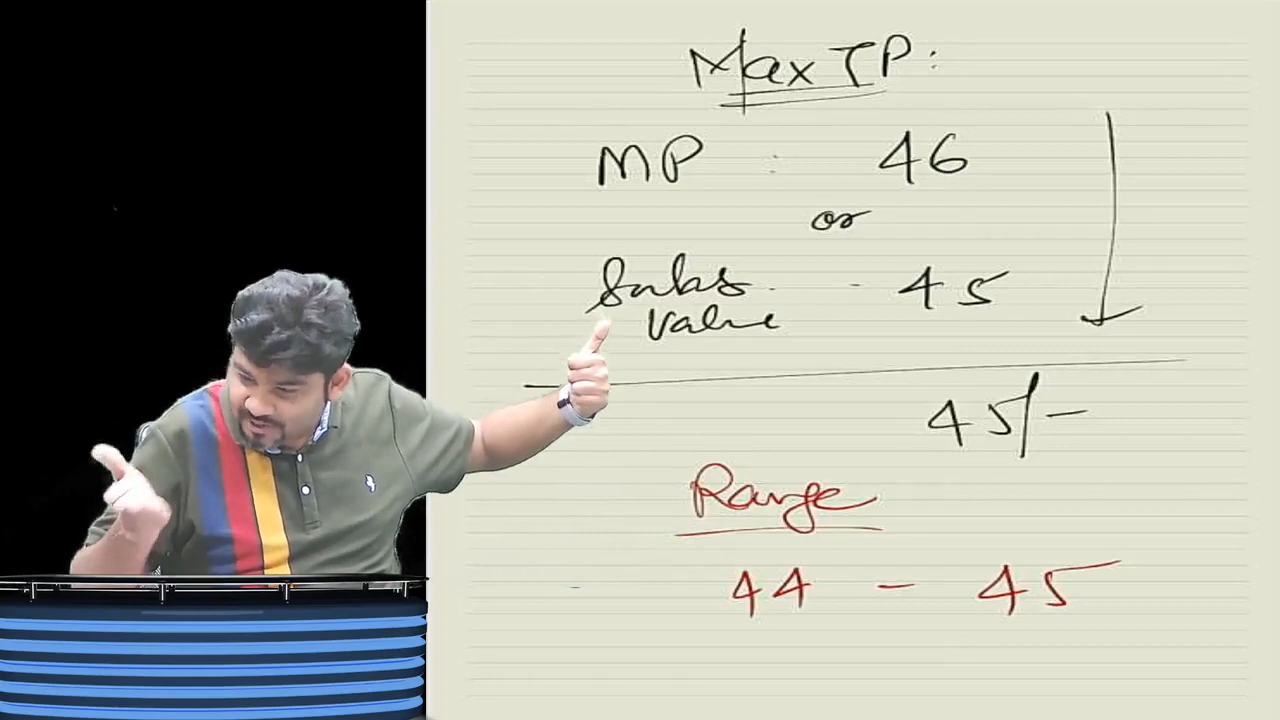 Max TP:
MP : 46
or
Subs. - 45
Value
45/-
Range
44 - 45